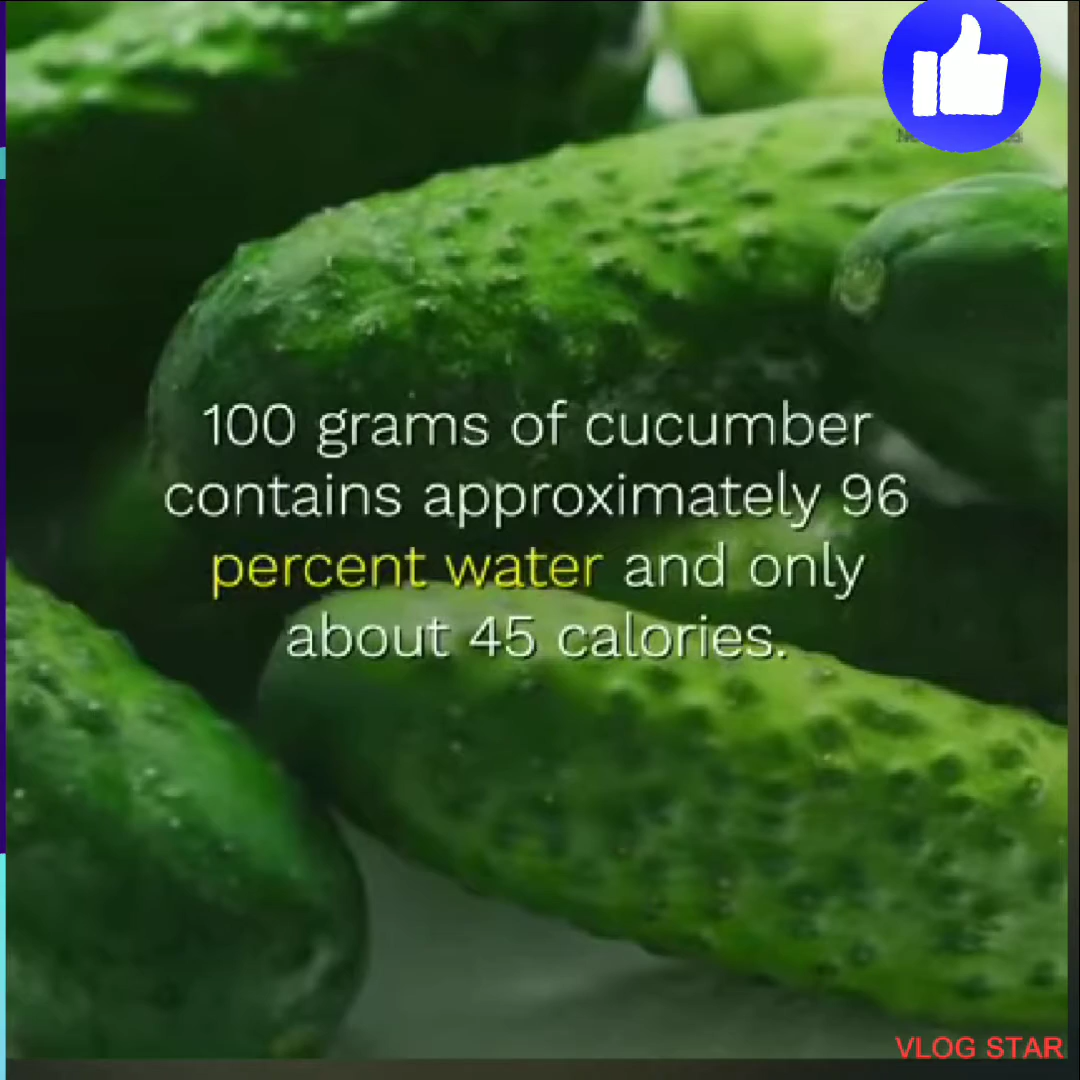 100 grams of cucumber
contains approximately 96
percent water and only
about 45 calories.
VLOG STAR